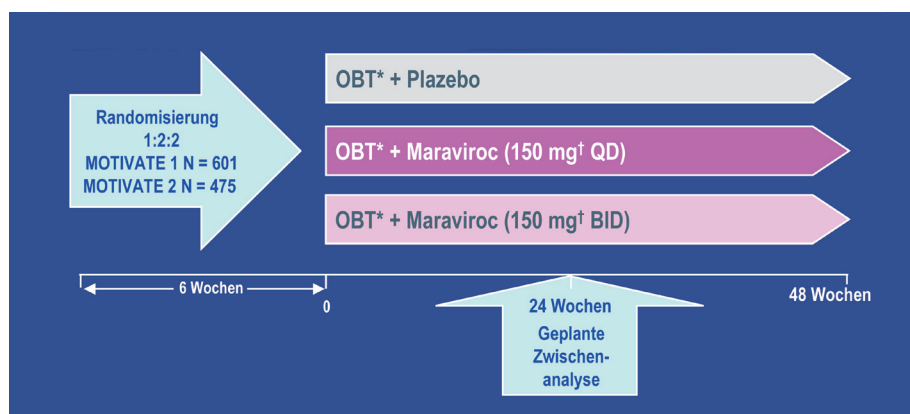 Randomisierung
1:2:2
MOTIVATE 1 N = 601
MOTIVATE 2 N = 475
OBT* + Plazebo
OBT* + Maraviroc (150 mg† QD)
OBT* + Maraviroc (150 mg† BID)
6 Wochen
0
24 Wochen
48 Wochen
Geplante
Zwischen-
analyse